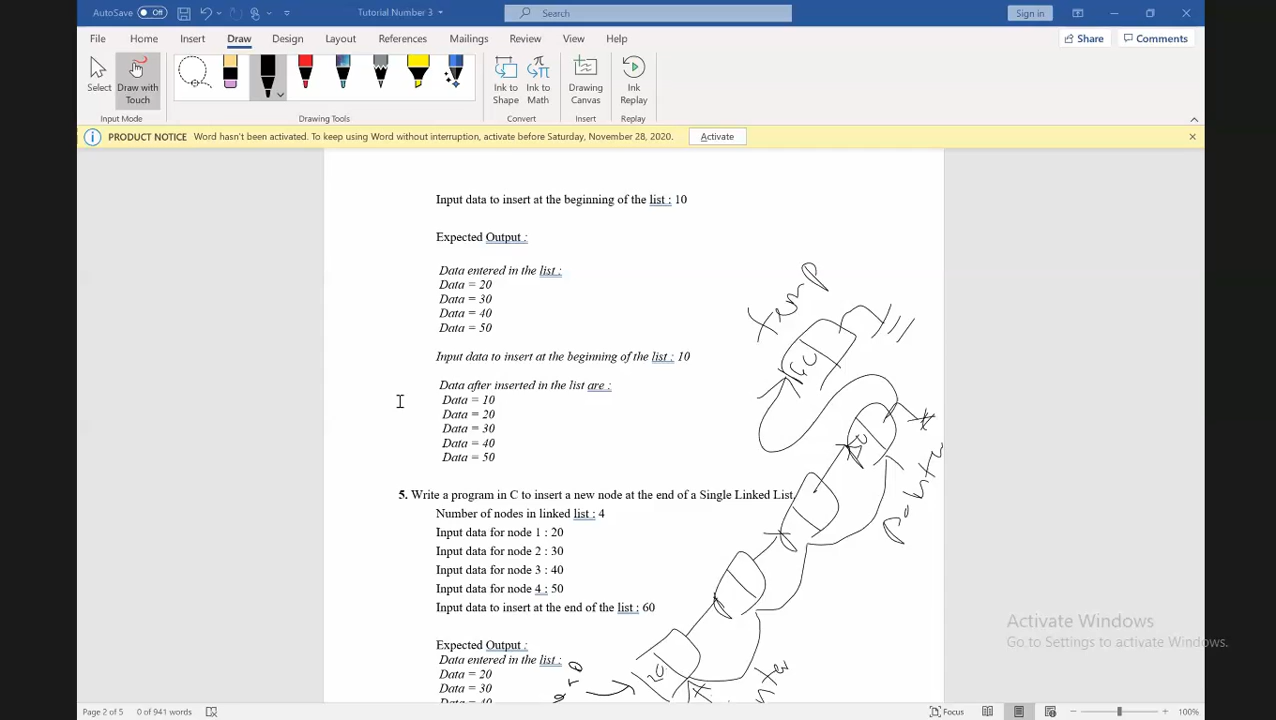 AutoSave Off Tutorial Number 3 Search Sign in
File Home Insert Draw Design Layout References Mailings Review View Help Share Comments
Select Draw with Touch Ink to Shape Ink to Math Drawing Canvas Ink Replay
Input Mode Drawing Tools Convert Insert Replay
PRODUCT NOTICE Word hasn't been activated. To keep using Word without interruption, activate before Saturday, November 28, 2020. Activate
Input data to insert at the beginning of the list : 10
Expected Output :
Data entered in the list :
Data = 20
Data = 30
Data = 40
Data = 50
temp
Input data to insert at the beginning of the list : 10
Data after inserted in the list are :
Data = 10
Data = 20
Data = 30
Data = 40
Data = 50
5. Write a program in C to insert a new node at the end of a Single Linked List.
Number of nodes in linked list : 4
Input data for node 1 : 20
Input data for node 2 : 30
Input data for node 3 : 40
Input data for node 4 : 50
Input data to insert at the end of the list : 60
Expected Output :
Data entered in the list :
Data = 20
Data = 30
Data = 40
20
Activate Windows
Go to Settings to activate Windows.
Page 2 of 5 0 of 941 words Focus 100%